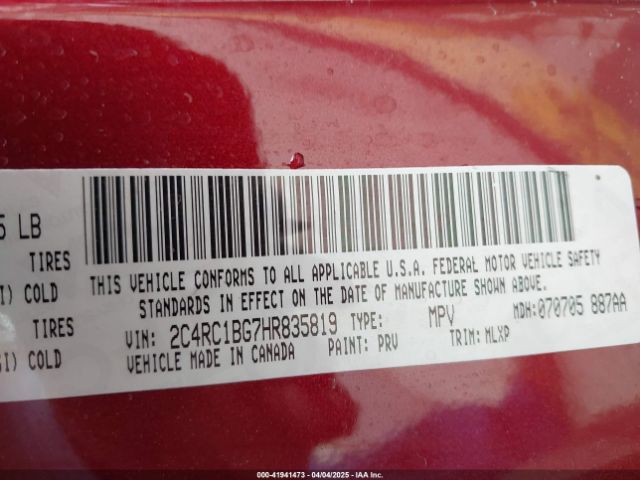 5 LB
TIRES
I) COLD
TIRES
GI) COLD
THIS VEHICLE CONFORMS TO ALL APPLICABLE U.S.A. FEDERAL MOTOR VEHICLE SAFETY
STANDARDS IN EFFECT ON THE DATE OF MANUFACTURE SHOWN ABOVE.
VIN: 2C4RC1BG7HR835819 TYPE: MPV MDH:070705 887AA
VEHICLE MADE IN CANADA PAINT: PRV TRIM: MLXP
000-41941473 | 04/04/2025 | IAA Inc.